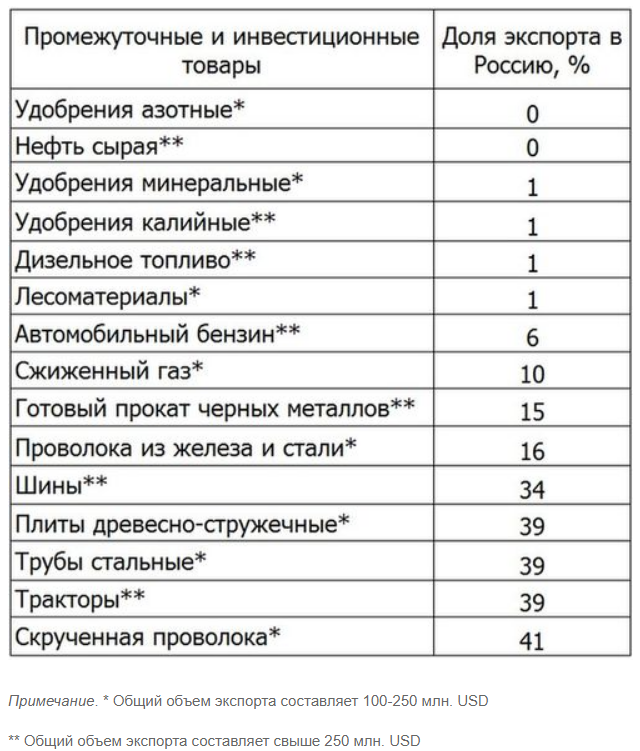 Промежуточные и инвестиционные
товары
Доля экспорта в
Россию, %
Удобрения азотные* 0
Нефть сырая** 0
Удобрения минеральные* 1
Удобрения калийные** 1
Дизельное топливо** 1
Лесоматериалы* 1
Автомобильный бензин** 6
Сжиженный газ* 10
Готовый прокат черных металлов** 15
Проволока из железа и стали* 16
Шины** 34
Плиты древесно-стружечные* 39
Трубы стальные* 39
Тракторы** 39
Скрученная проволока* 41
Примечание. * Общий объем экспорта составляет 100-250 млн. USD
** Общий объем экспорта составляет свыше 250 млн. USD